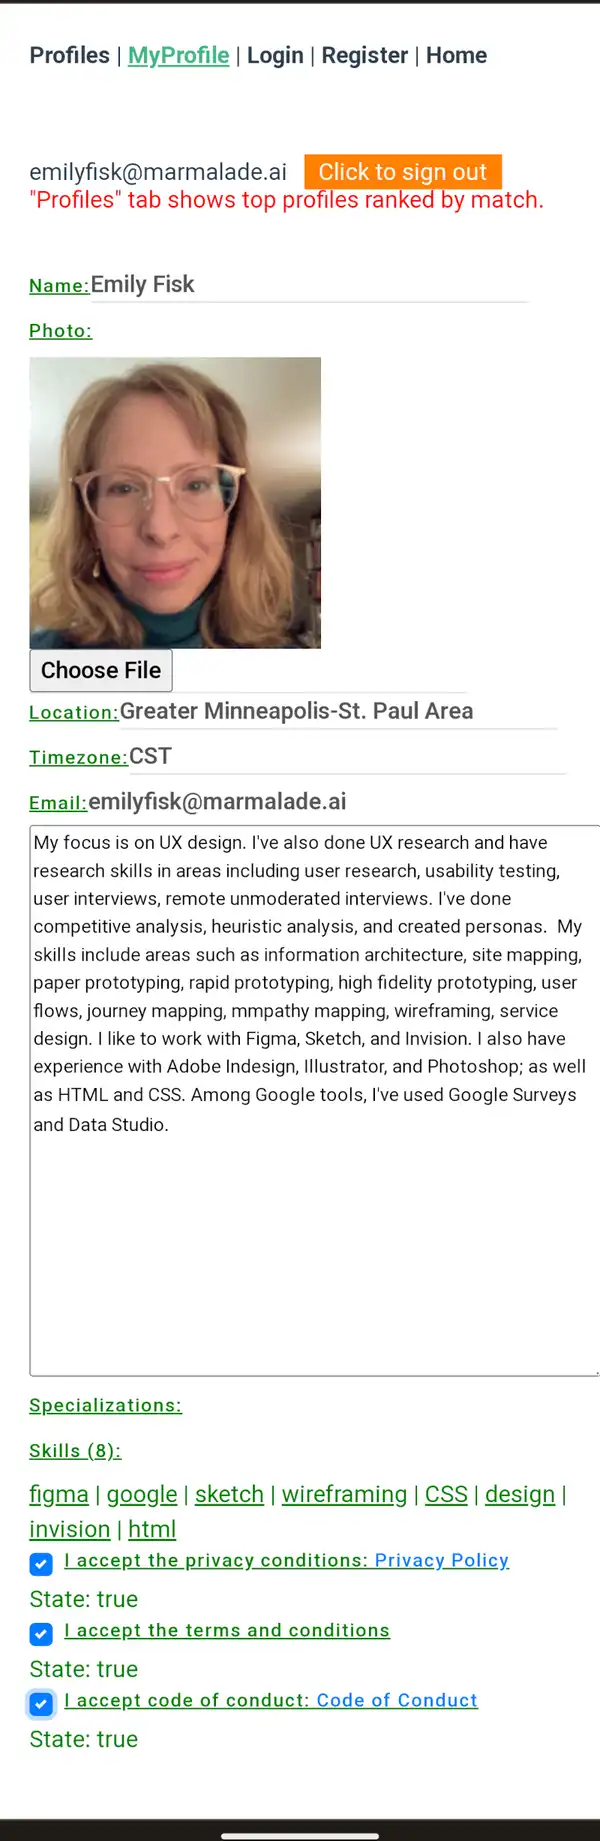 Profiles | MyProfile | Login | Register | Home
emilyfisk@marmalade.ai Click to sign out
"Profiles" tab shows top profiles ranked by match.
Name:Emily Fisk
Photo:
Choose File
Location:Greater Minneapolis-St. Paul Area
Timezone:CST
Email:emilyfisk@marmalade.ai
My focus is on UX design. I've also done UX research and have
research skills in areas including user research, usability testing,
user interviews, remote unmoderated interviews. I've done
competitive analysis, heuristic analysis, and created personas.  My
skills include areas such as information architecture, site mapping,
paper prototyping, rapid prototyping, high fidelity prototyping, user
flows, journey mapping, mmpathy mapping, wireframing, service
design. I like to work with Figma, Sketch, and Invision. I also have
experience with Adobe Indesign, Illustrator, and Photoshop; as well
as HTML and CSS. Among Google tools, I've used Google Surveys
and Data Studio.
Specializations:
Skills (8):
figma | google | sketch | wireframing | CSS | design |
invision | html
I accept the privacy conditions: Privacy Policy
State: true
I accept the terms and conditions
State: true
I accept code of conduct: Code of Conduct
State: true